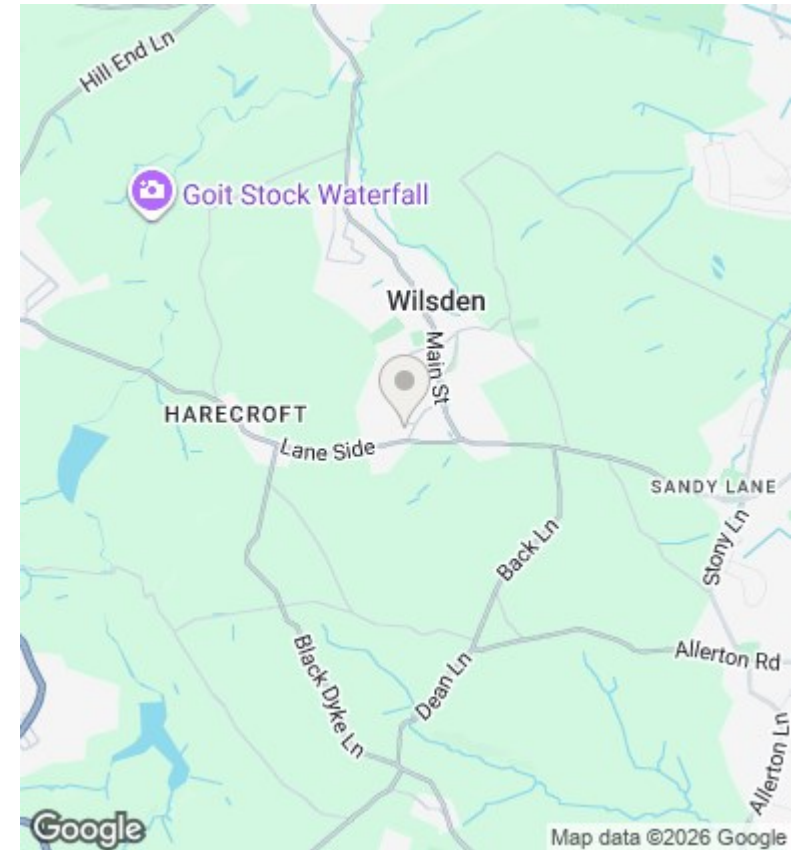 Hill End Ln
Goit Stock Waterfall
Wilsden
Main St
HARECROFT
Lane Side
SANDY LANE
Stony Ln
Back Ln
Allerton Rd
Black Dyke Ln
Dean Ln
Allerton Ln
Google
Map data ©2026 Google